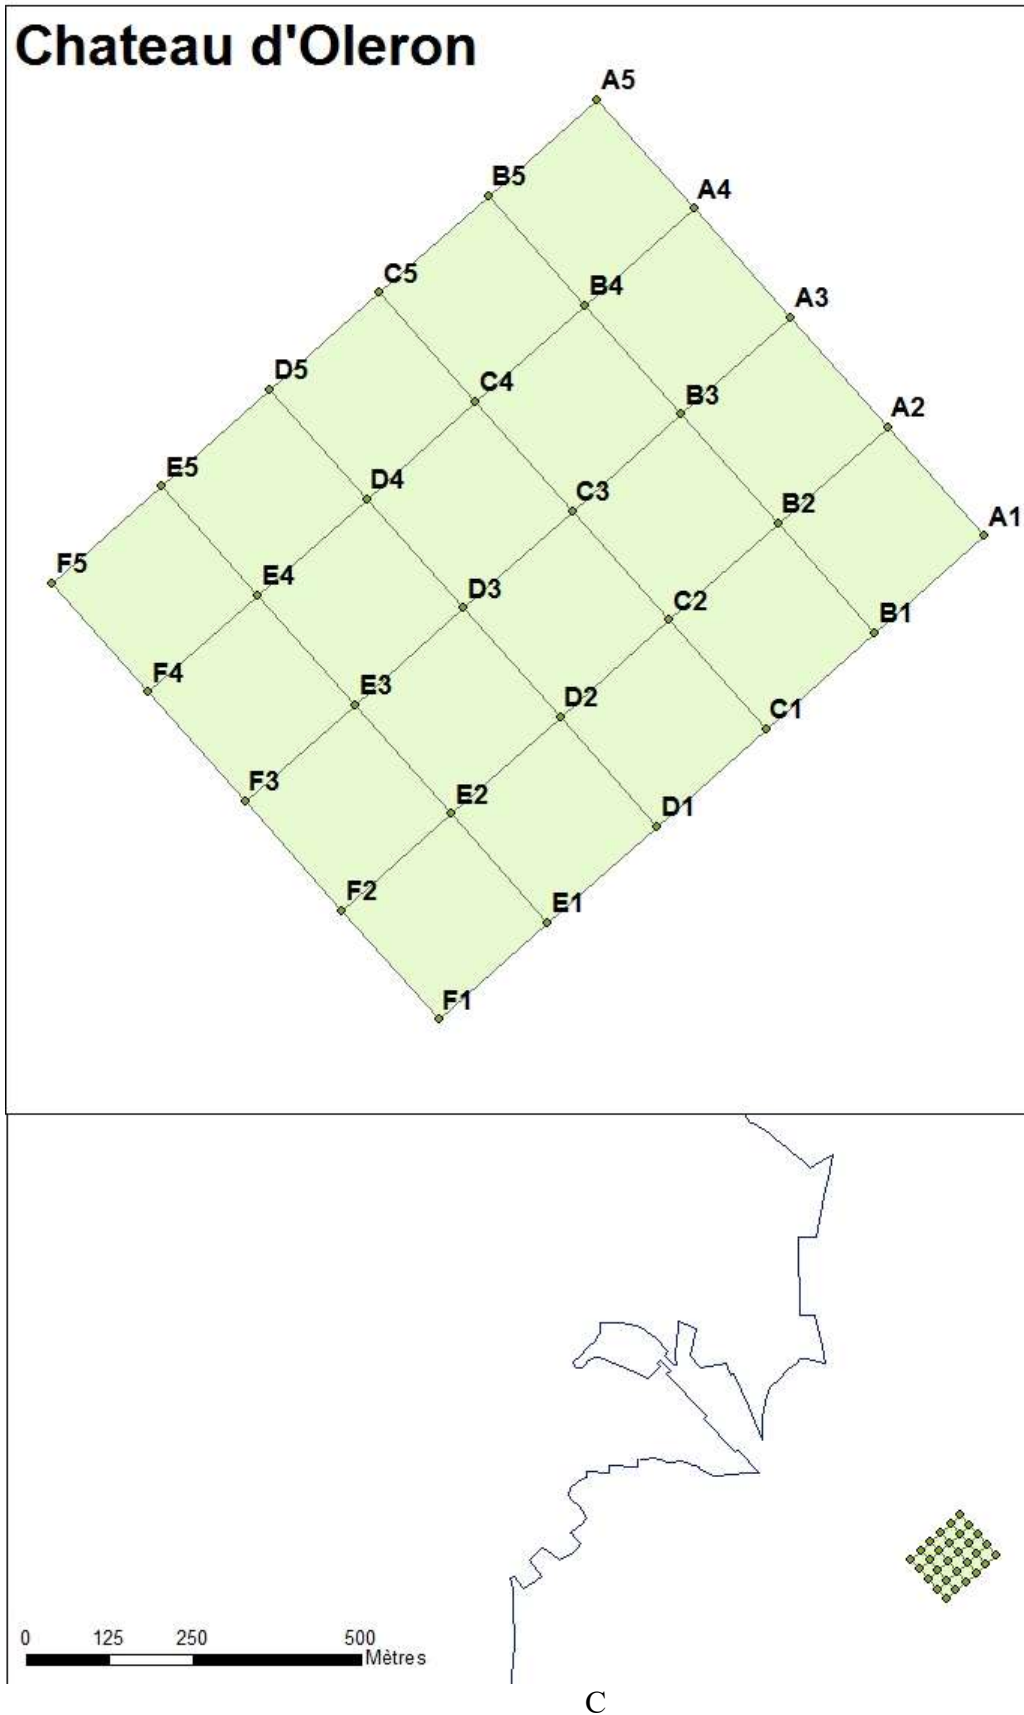 Chateau d'Oleron
A5
B5
A4
C5
B4
A3
D5
C4
B3
A2
E5
D4
C3
B2
A1
F5
E4
D3
C2
B1
F4
E3
D2
C1
F3
E2
D1
F2
E1
F1
0 125 250 500
Mètres
C